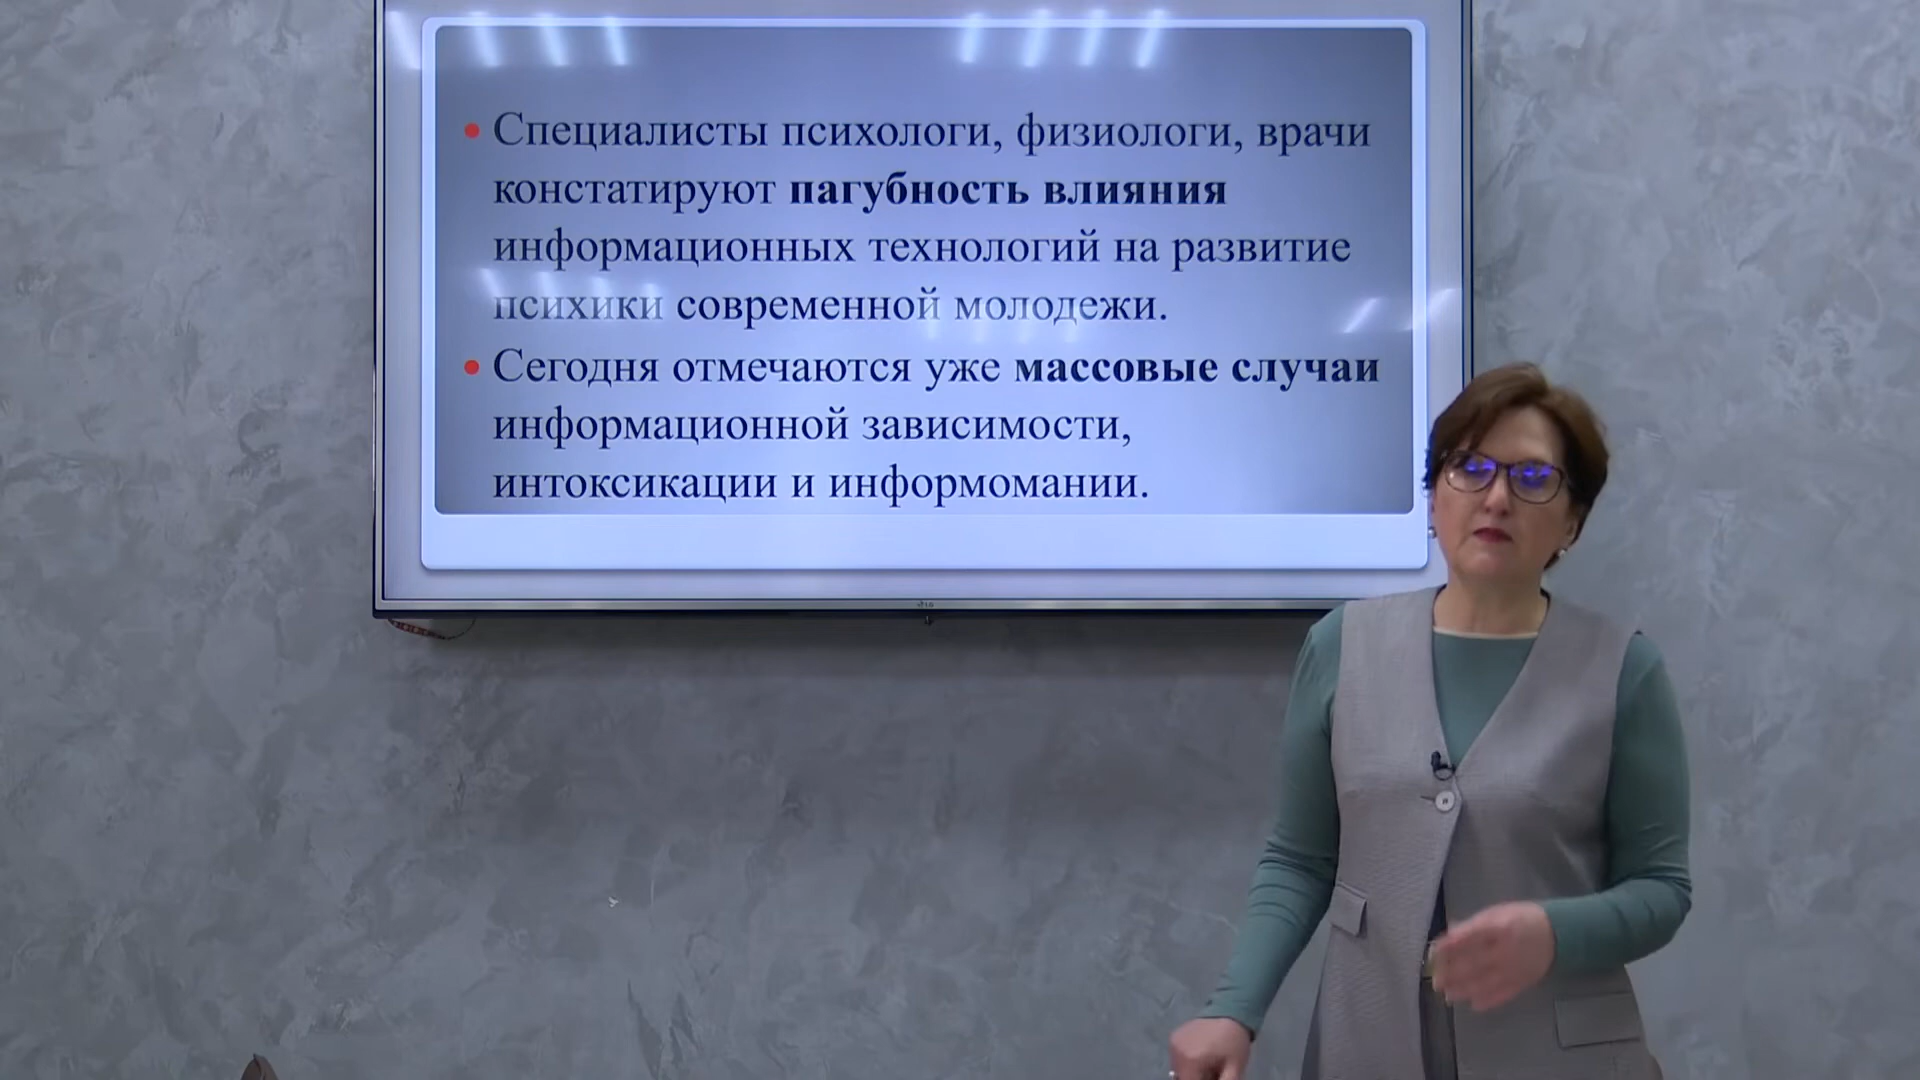 Специалисты психологи, физиологи, врачи
констатируют пагубность влияния
информационных технологий на развитие
психики современной молодежи.
Сегодня отмечаются уже массовые случаи
информационной зависимости,
интоксикации и информомании.
LG